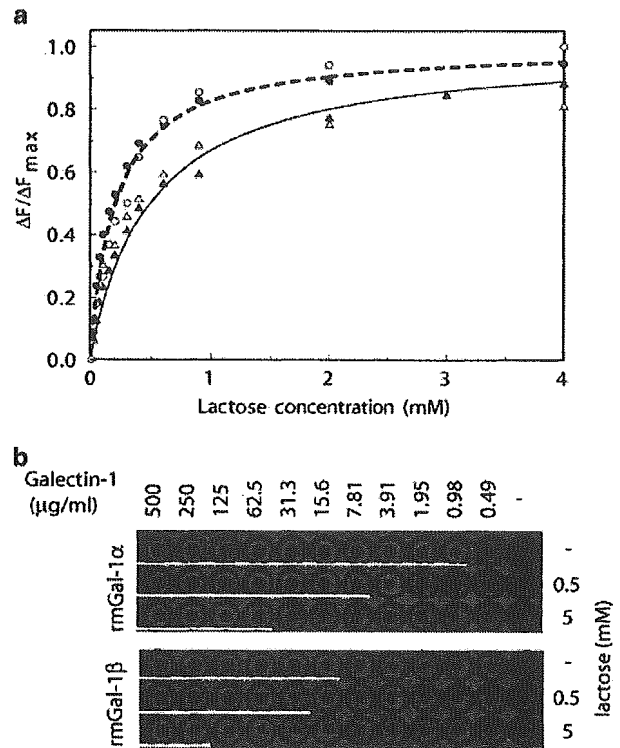 a
ΔF/ΔFmax
1.0
0.8
0.6
0.4
0.2
0.0
0 1 2 3 4
Lactose concentration (mM)
b
Galectin-1
(μg/ml)
500 250 125 62.5 31.3 15.6 7.81 3.91 1.95 0.98 0.49 -
rmGal-1α
-
0.5
5
rmGal-1β
-
0.5
5
lactose (mM)